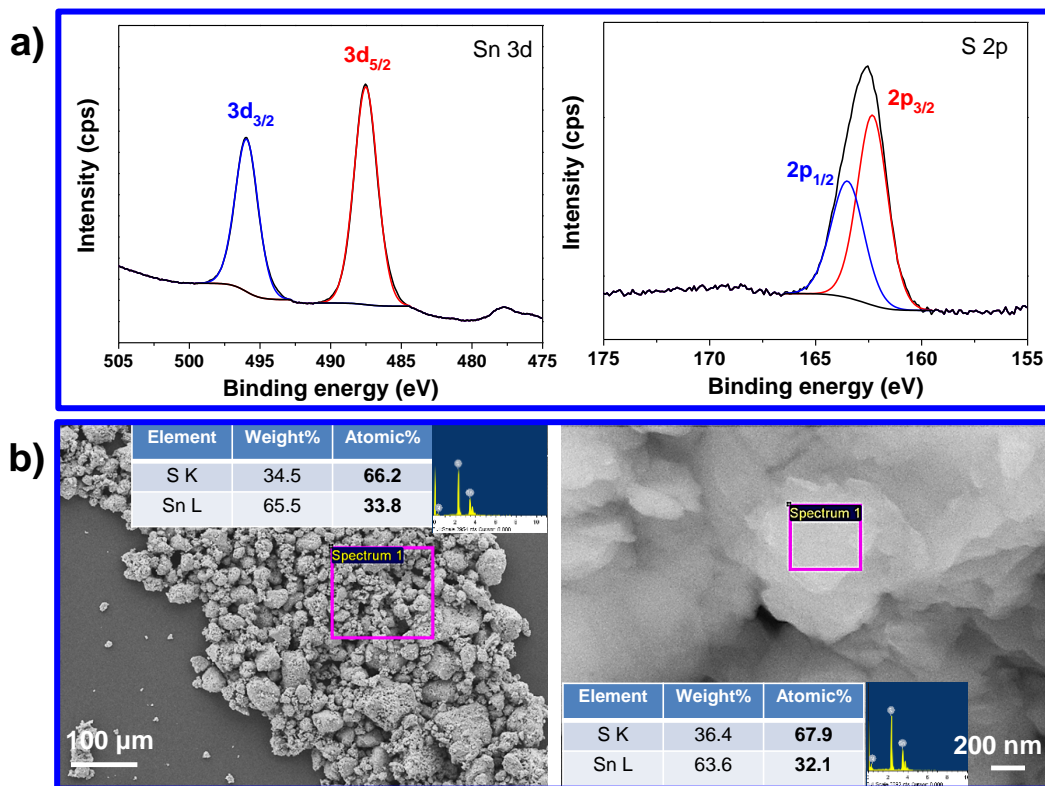 a)
Sn 3d
3d5/2
3d3/2
Intensity (cps)
505 500 495 490 485 480 475
Binding energy (eV)
S 2p
2p3/2
2p1/2
Intensity (cps)
175 170 165 160 155
Binding energy (eV)
b)
Element Weight% Atomic%
S K 34.5 66.2
Sn L 65.5 33.8
Spectrum 1
100 µm
Spectrum 1
Element Weight% Atomic%
S K 36.4 67.9
Sn L 63.6 32.1
200 nm